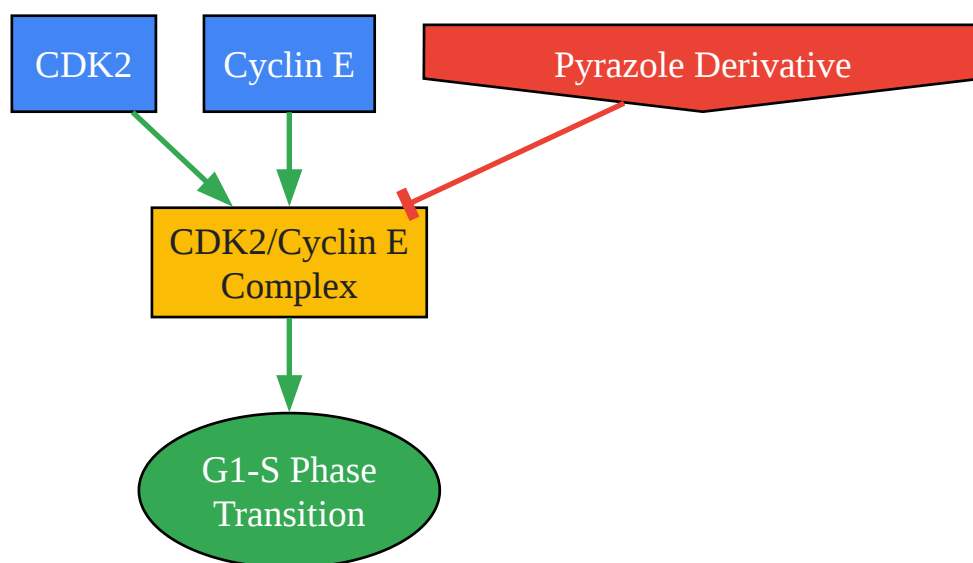 CDK2
Cyclin E
Pyrazole Derivative
CDK2/Cyclin E
Complex
G1-S Phase
Transition